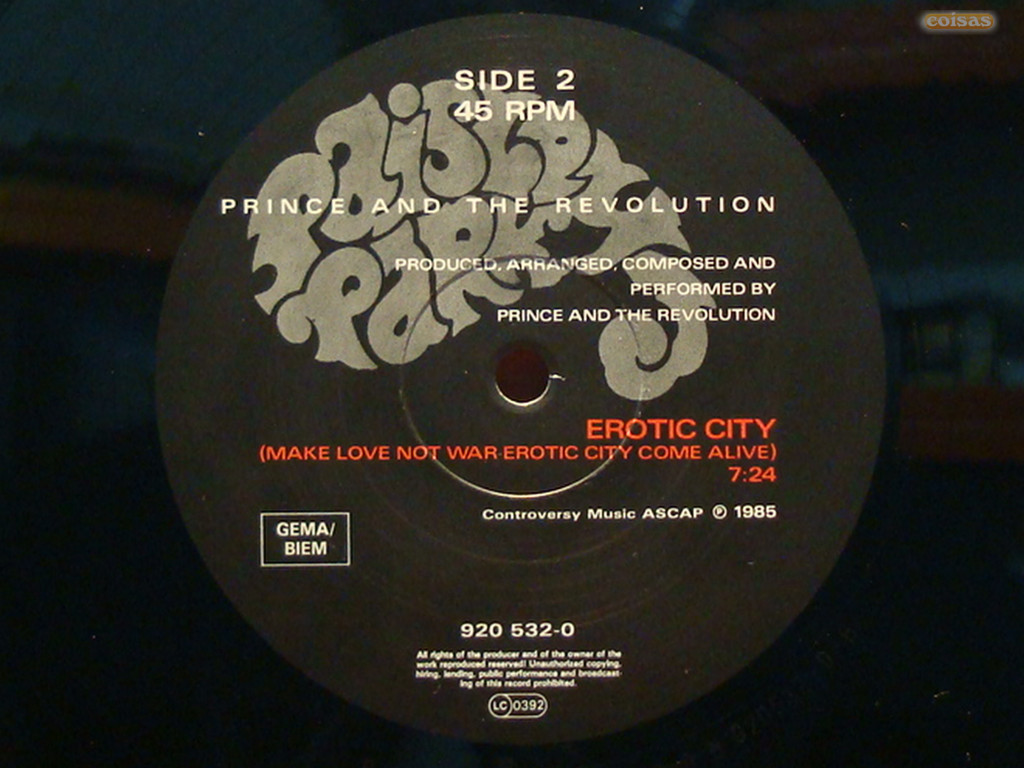 coisas
SIDE 2
45 RPM
Paisley
Park
PRINCE AND THE REVOLUTION
PRODUCED, ARRANGED, COMPOSED AND
PERFORMED BY
PRINCE AND THE REVOLUTION
EROTIC CITY
(MAKE LOVE NOT WAR-EROTIC CITY COME ALIVE)
7:24
Controversy Music ASCAP ℗ 1985
GEMA/
BIEM
920 532-0
All rights of the producer and of the owner of the
work reproduced reserved! Unauthorized copying,
hiring, lending, public performance and broadcast-
ing of this record prohibited.
LC 0392